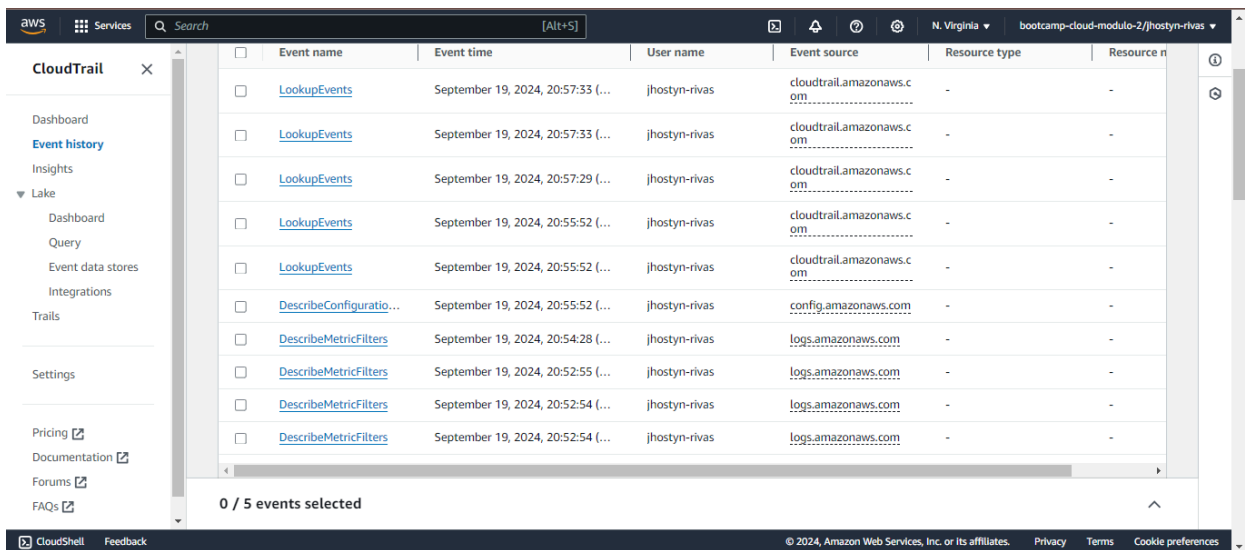 aws Services Search [Alt+S] N. Virginia bootcamp-cloud-modulo-2/jhostyn-rivas
CloudTrail
Dashboard
Event history
Insights
Lake
Dashboard
Query
Event data stores
Integrations
Trails
Settings
Pricing
Documentation
Forums
FAQs
Event name Event time User name Event source Resource type Resource n
LookupEvents September 19, 2024, 20:57:33 (... jhostyn-rivas cloudtrail.amazonaws.c
om - -
LookupEvents September 19, 2024, 20:57:33 (... jhostyn-rivas cloudtrail.amazonaws.c
om - -
LookupEvents September 19, 2024, 20:57:29 (... jhostyn-rivas cloudtrail.amazonaws.c
om - -
LookupEvents September 19, 2024, 20:55:52 (... jhostyn-rivas cloudtrail.amazonaws.c
om - -
LookupEvents September 19, 2024, 20:55:52 (... jhostyn-rivas cloudtrail.amazonaws.c
om - -
DescribeConfiguratio... September 19, 2024, 20:55:52 (... jhostyn-rivas config.amazonaws.com - -
DescribeMetricFilters September 19, 2024, 20:54:28 (... jhostyn-rivas logs.amazonaws.com - -
DescribeMetricFilters September 19, 2024, 20:52:55 (... jhostyn-rivas logs.amazonaws.com - -
DescribeMetricFilters September 19, 2024, 20:52:54 (... jhostyn-rivas logs.amazonaws.com - -
DescribeMetricFilters September 19, 2024, 20:52:54 (... jhostyn-rivas logs.amazonaws.com - -
0 / 5 events selected
CloudShell Feedback © 2024, Amazon Web Services, Inc. or its affiliates. Privacy Terms Cookie preferences